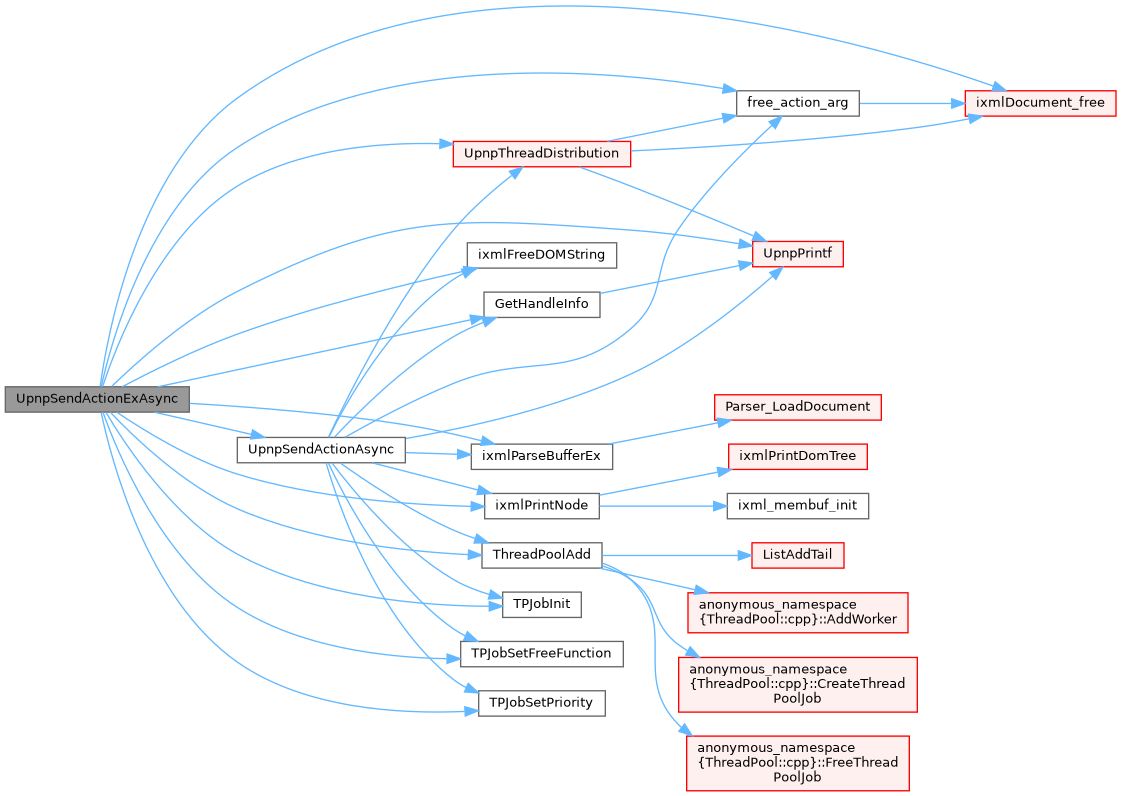 free_action_arg
ixmlDocument_free
UpnpThreadDistribution
ixmlFreeDOMString
UpnpPrintf
GetHandleInfo
UpnpSendActionExAsync
Parser_LoadDocument
UpnpSendActionAsync
ixmlParseBufferEx
ixmlPrintDomTree
ixmlPrintNode
ixml_membuf_init
ThreadPoolAdd
ListAddTail
TPJobInit
anonymous_namespace
{ThreadPool::cpp}::AddWorker
TPJobSetFreeFunction
anonymous_namespace
{ThreadPool::cpp}::CreateThread
PoolJob
TPJobSetPriority
anonymous_namespace
{ThreadPool::cpp}::FreeThread
PoolJob